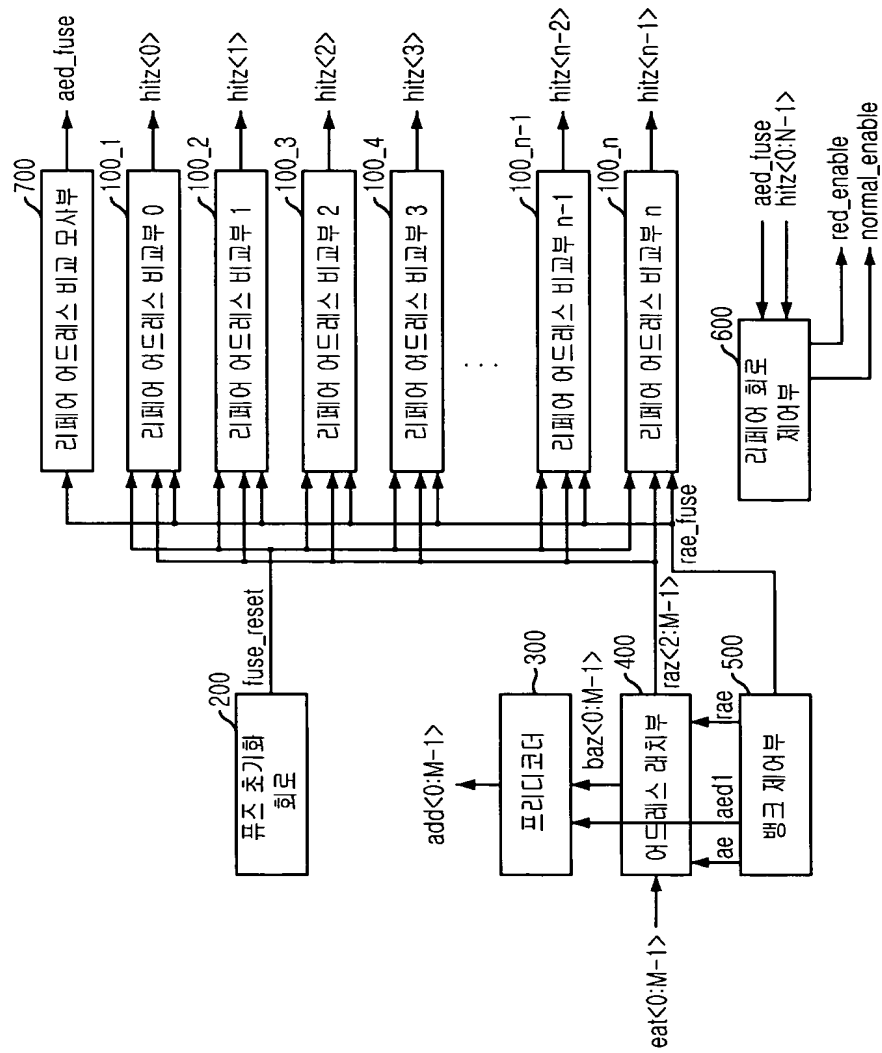 700
리페어 어드레스 비교 모사부
aed_fuse
100_1
리페어 어드레스 비교부 0
hitz<0>
100_2
리페어 어드레스 비교부 1
hitz<1>
100_3
리페어 어드레스 비교부 2
hitz<2>
100_4
리페어 어드레스 비교부 3
hitz<3>
. . .
100_n-1
리페어 어드레스 비교부 n-1
hitz<n-2>
100_n
리페어 어드레스 비교부 n
hitz<n-1>
rae_fuse
200
퓨즈 초기화
회로
fuse_reset
add<0:M-1>
300
프리디코더
baz<0:M-1>
eat<0:M-1>
400
어드레스 래치부
raz<2:M-1>
ae
aed1
rae
500
뱅크 제어부
600
리페어 회로
제어부
aed_fuse
hitz<0:N-1>
red_enable
normal_enable